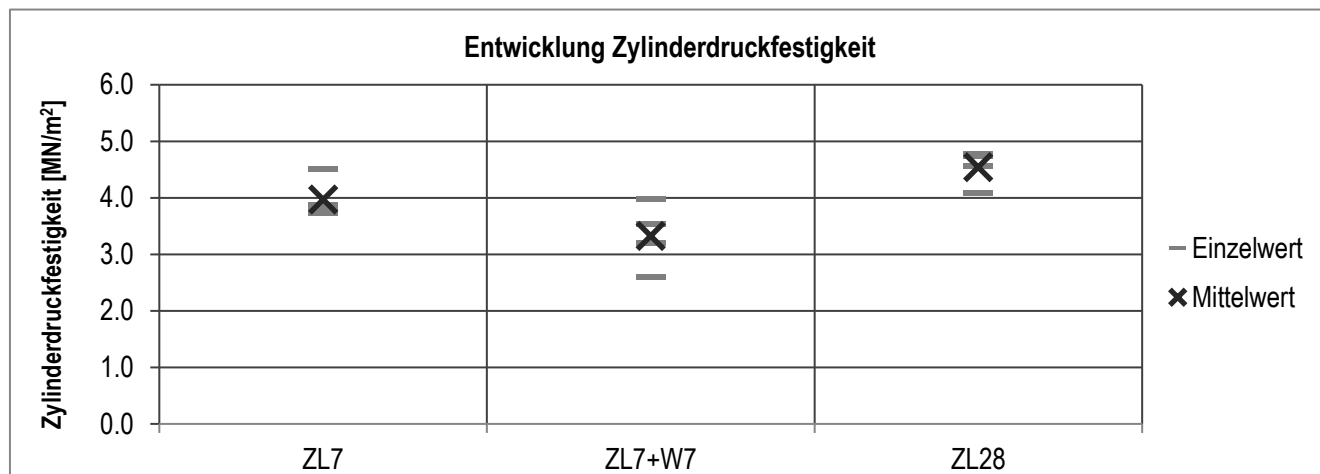 Entwicklung Zylinderdruckfestigkeit
Zylinderdruckfestigkeit [MN/m²]
6.0
5.0
4.0
3.0
2.0
1.0
0.0
ZL7
ZL7+W7
ZL28
Einzelwert
Mittelwert